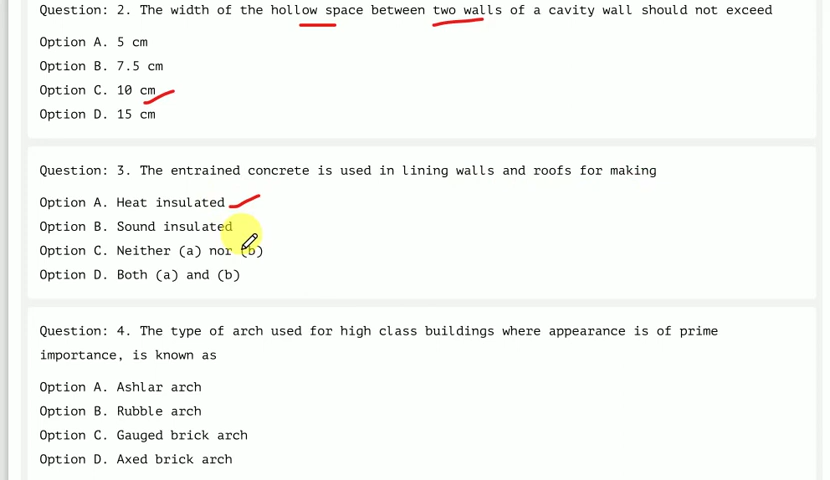 Question: 2. The width of the hollow space between two walls of a cavity wall should not exceed
Option A. 5 cm
Option B. 7.5 cm
Option C. 10 cm
Option D. 15 cm
Question: 3. The entrained concrete is used in lining walls and roofs for making
Option A. Heat insulated
Option B. Sound insulated
Option C. Neither (a) nor (b)
Option D. Both (a) and (b)
Question: 4. The type of arch used for high class buildings where appearance is of prime
importance, is known as
Option A. Ashlar arch
Option B. Rubble arch
Option C. Gauged brick arch
Option D. Axed brick arch